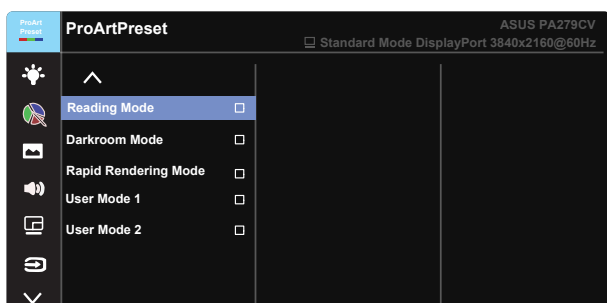 ProArt
Preset
ProArtPreset
ASUS PA279CV
Standard Mode DisplayPort 3840x2160@60Hz
Reading Mode
Darkroom Mode
Rapid Rendering Mode
User Mode 1
User Mode 2